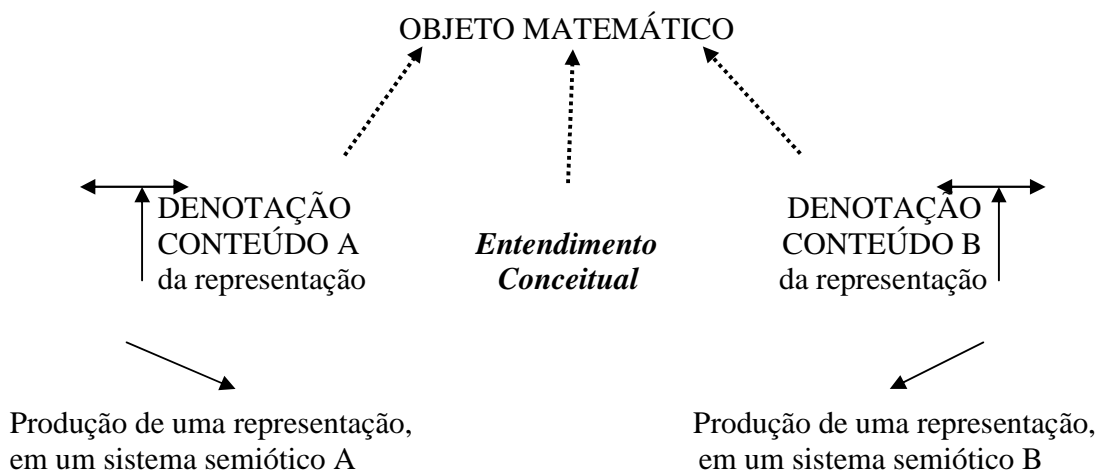 OBJETO MATEMÁTICO
DENOTAÇÃO
CONTEÚDO A
da representação
Entendimento
Conceitual
DENOTAÇÃO
CONTEÚDO B
da representação
Produção de uma representação,
em um sistema semiótico A
Produção de uma representação,
em um sistema semiótico B